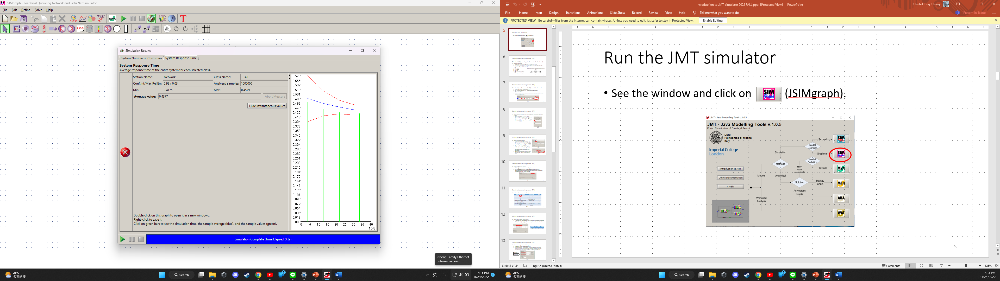 JSIMgraph - Graphical Queueing Network and Petri Net Simulator
File Edit Define Solve Help
Simulation Results
System Number of Customers System Response Time
System Response Time
Average response time of the entire system for each selected class.
Station Name: Network Class Name: -- All --
Conf.Int/Max Rel.Err: 0.99 / 0.03 Analyzed samples: 1000000
Min: 0.4175 Max: 0.4579
Average value: 0.4377 Abort Measure
Hide instantaneous values
0.573
0.555
0.537
0.519
0.501
0.483
0.466
0.448
0.430
0.412
0.394
0.376
0.358
0.340
0.322
0.304
0.286
0.269
0.251
0.233
0.215
0.197
0.179
0.161
0.143
0.125
0.107
0.090
0.072
0.054
0.036
0.018
0.000
0 5 10 15 20 25 30 35 40
10^3
Double click on this graph to open it in a new windows.
Right-click to save it.
Click on green bars to see the simulation time, the sample average (blue), and the sample values (green).
Simulation Complete (Time Elapsed: 3.8s)
Cheng Family Ethernet
Internet access
21°C
多雲時晴
Search
英
4:13 PM
11/24/2022
Introduction to JMT_simulator 2022 FALL.pptx [Protected View] - PowerPoint
Chieh-Hung Cheng
File Home Insert Design Transitions Animations Slide Show Record Review View Help Tell me what you want to do
Present in Teams
PROTECTED VIEW Be careful—files from the Internet can contain viruses. Unless you need to edit, it's safer to stay in Protected View. Enable Editing
5
6
7
8
9
10
11
12
13
6 5 4 3 2 1 0 1 2 3 4 5 6
Run the JMT simulator
• See the window and click on SIM graph (JSIMgraph).
JMT - Java Modelling Tools v.1.0.5
JMT - Java Modelling Tools v.1.0.5
Project Coordinators: G.Casale, G.Serazzi
DEIB
Politecnico di Milano
Italy
Imperial College
London
Introduction to JMT
Online Documentation
Credits
Models
Workload
Analysis
Simulation
Methods
Analytical
Model
Definition
Textual
Graphical
Model
Definition
MVA
exact
approximate
Textual
Solution
Markov
Chain
Asymptotic
bounds
SIM
SIM
MVA
MCH
ABA
WAT
5
Slide 5 of 24 English (United States)
Comments
125%
21°C
多雲時晴
Search
4:13 PM
11/24/2022